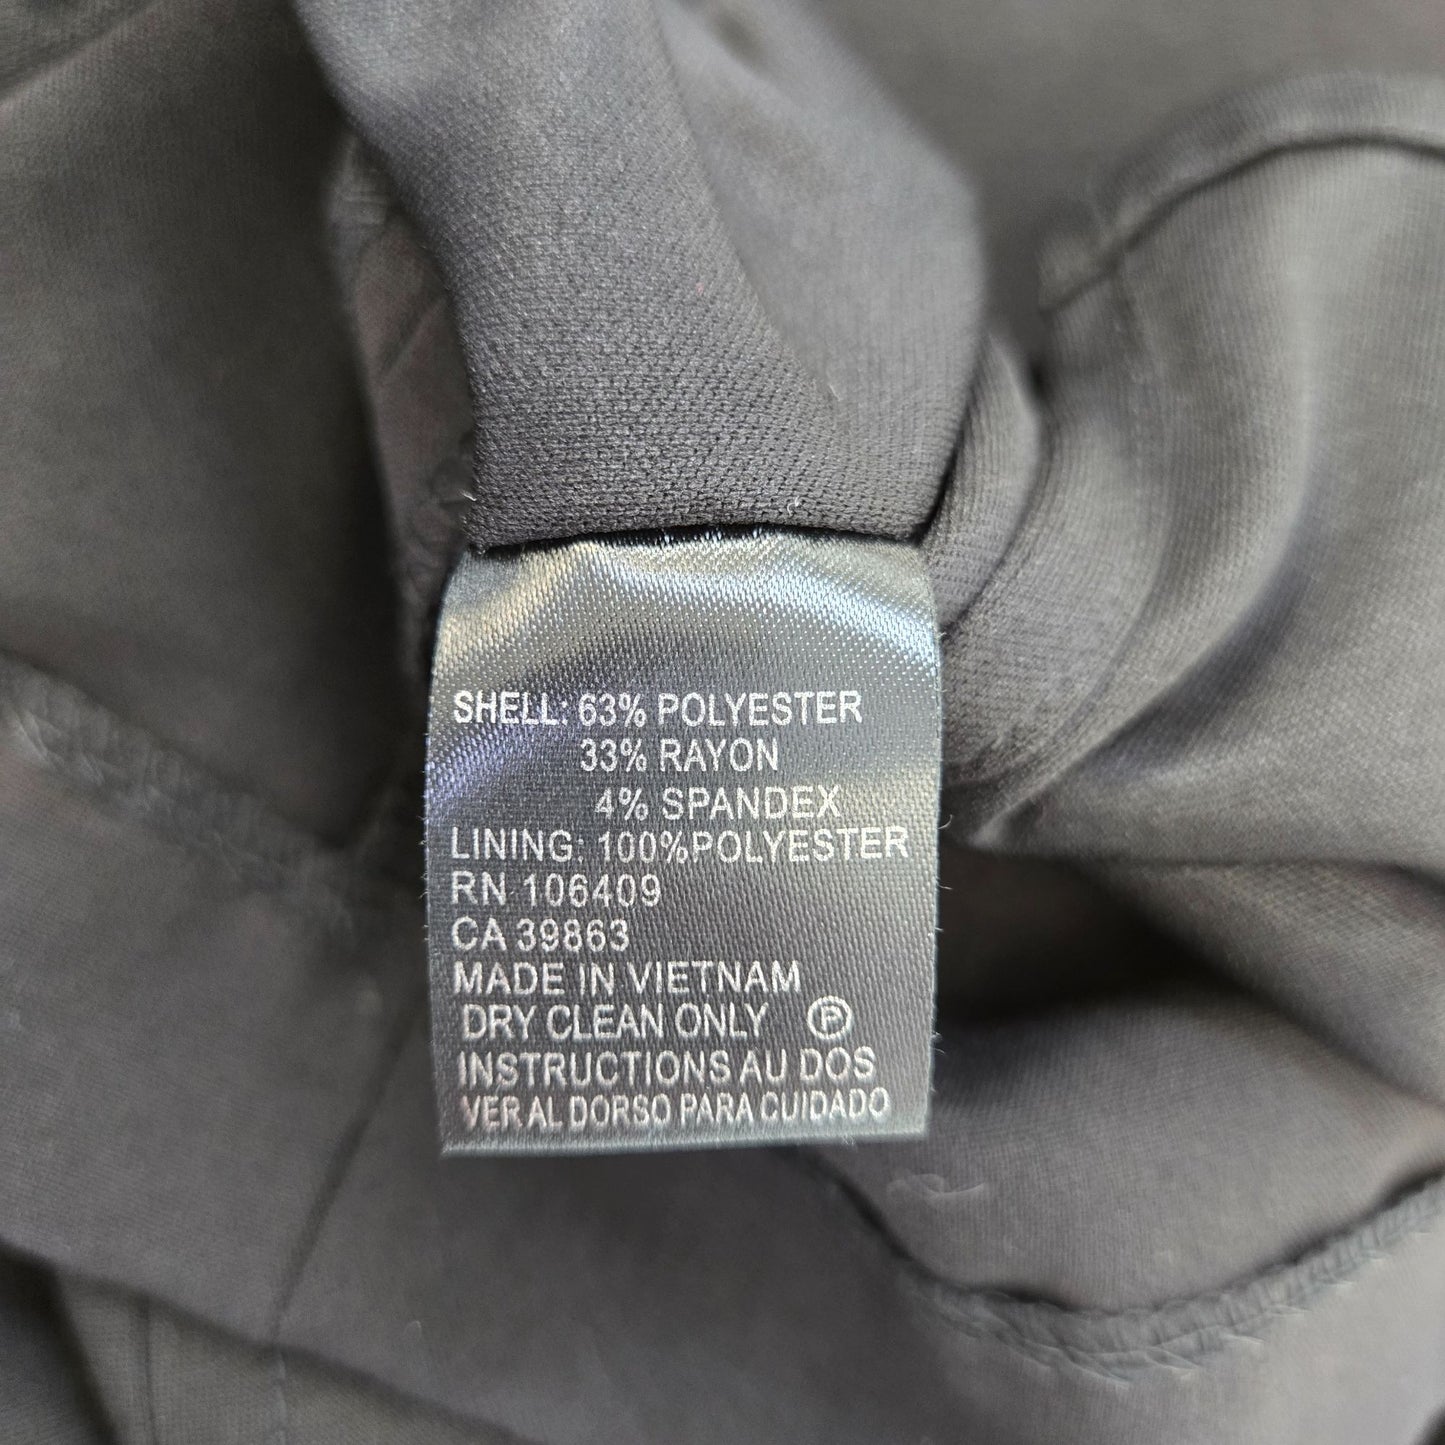 SHELL: 63% POLYESTER
33% RAYON
4% SPANDEX
LINING: 100%POLYESTER
RN 106409
CA 39863
MADE IN VIETNAM
DRY CLEAN ONLY Ⓟ
INSTRUCTIONS AU DOS
VER AL DORSO PARA CUIDADO